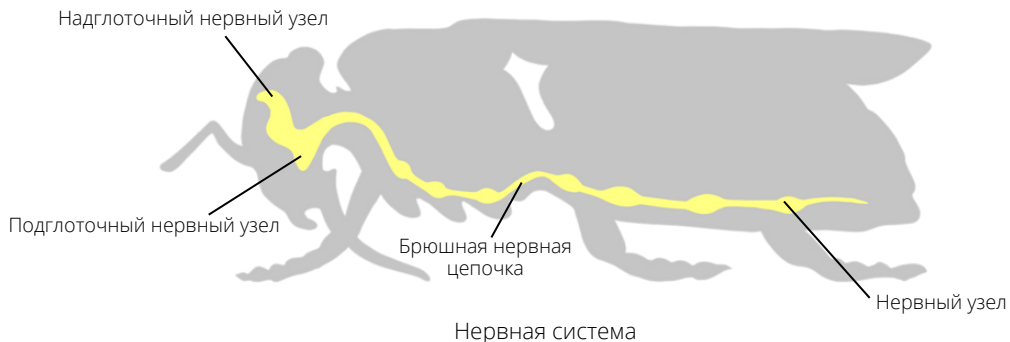 Надглоточный нервный узел
Подглоточный нервный узел
Брюшная нервная
цепочка
Нервный узел
Нервная система